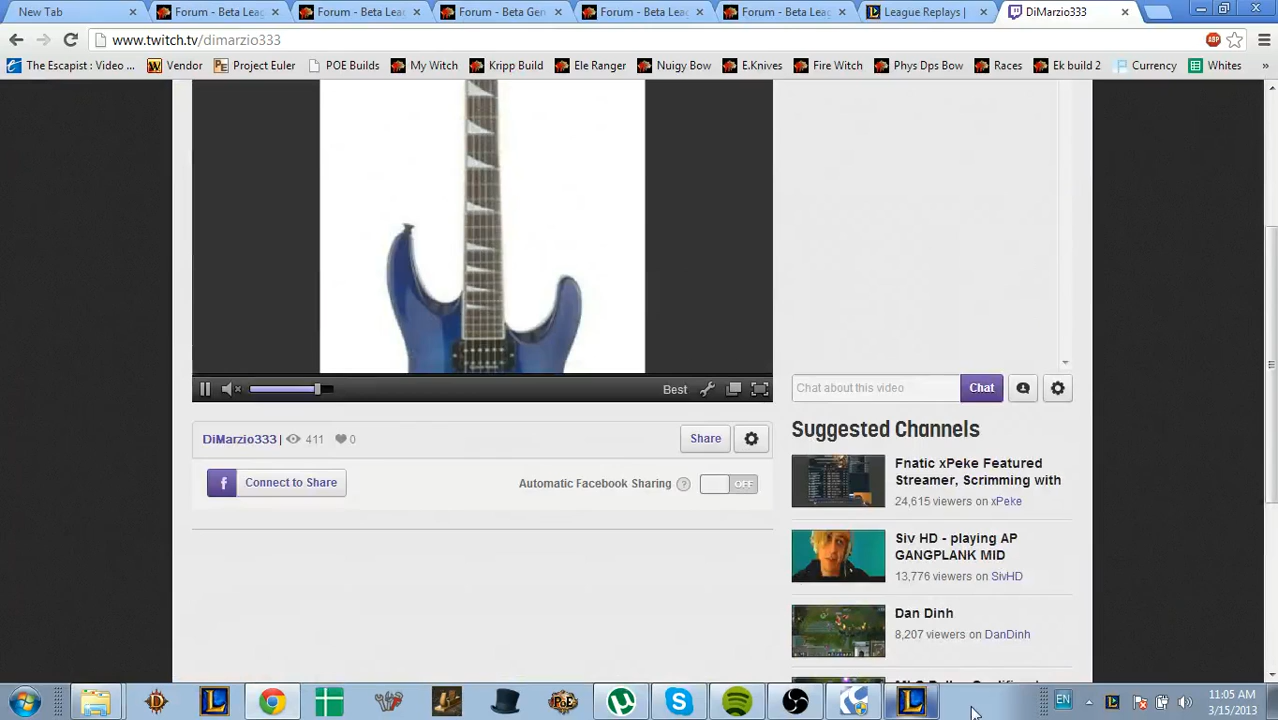 New Tab
Forum - Beta Leag
Forum - Beta Lea
Forum - Beta Gen
Forum - Beta Lea
Forum - Beta Leag
League Replays |
DiMarzio333
www.twitch.tv/dimarzio333
ABP
The Escapist : Video ...
Vendor
Project Euler
POE Builds
My Witch
Kripp Build
Ele Ranger
Nuigy Bow
E.Knives
Fire Witch
Phys Dps Bow
Races
Ek build 2
Currency
Whites
»
Best
Chat about this video
Chat
DiMarzio333 | 411 0
Share
Connect to Share
Automatic Facebook Sharing ?
OFF
Suggested Channels
Fnatic xPeke Featured
Streamer, Scrimming with
24,615 viewers on xPeke
Siv HD - playing AP
GANGPLANK MID
13,776 viewers on SivHD
Dan Dinh
8,207 viewers on DanDinh
EN
11:05 AM
3/15/2013